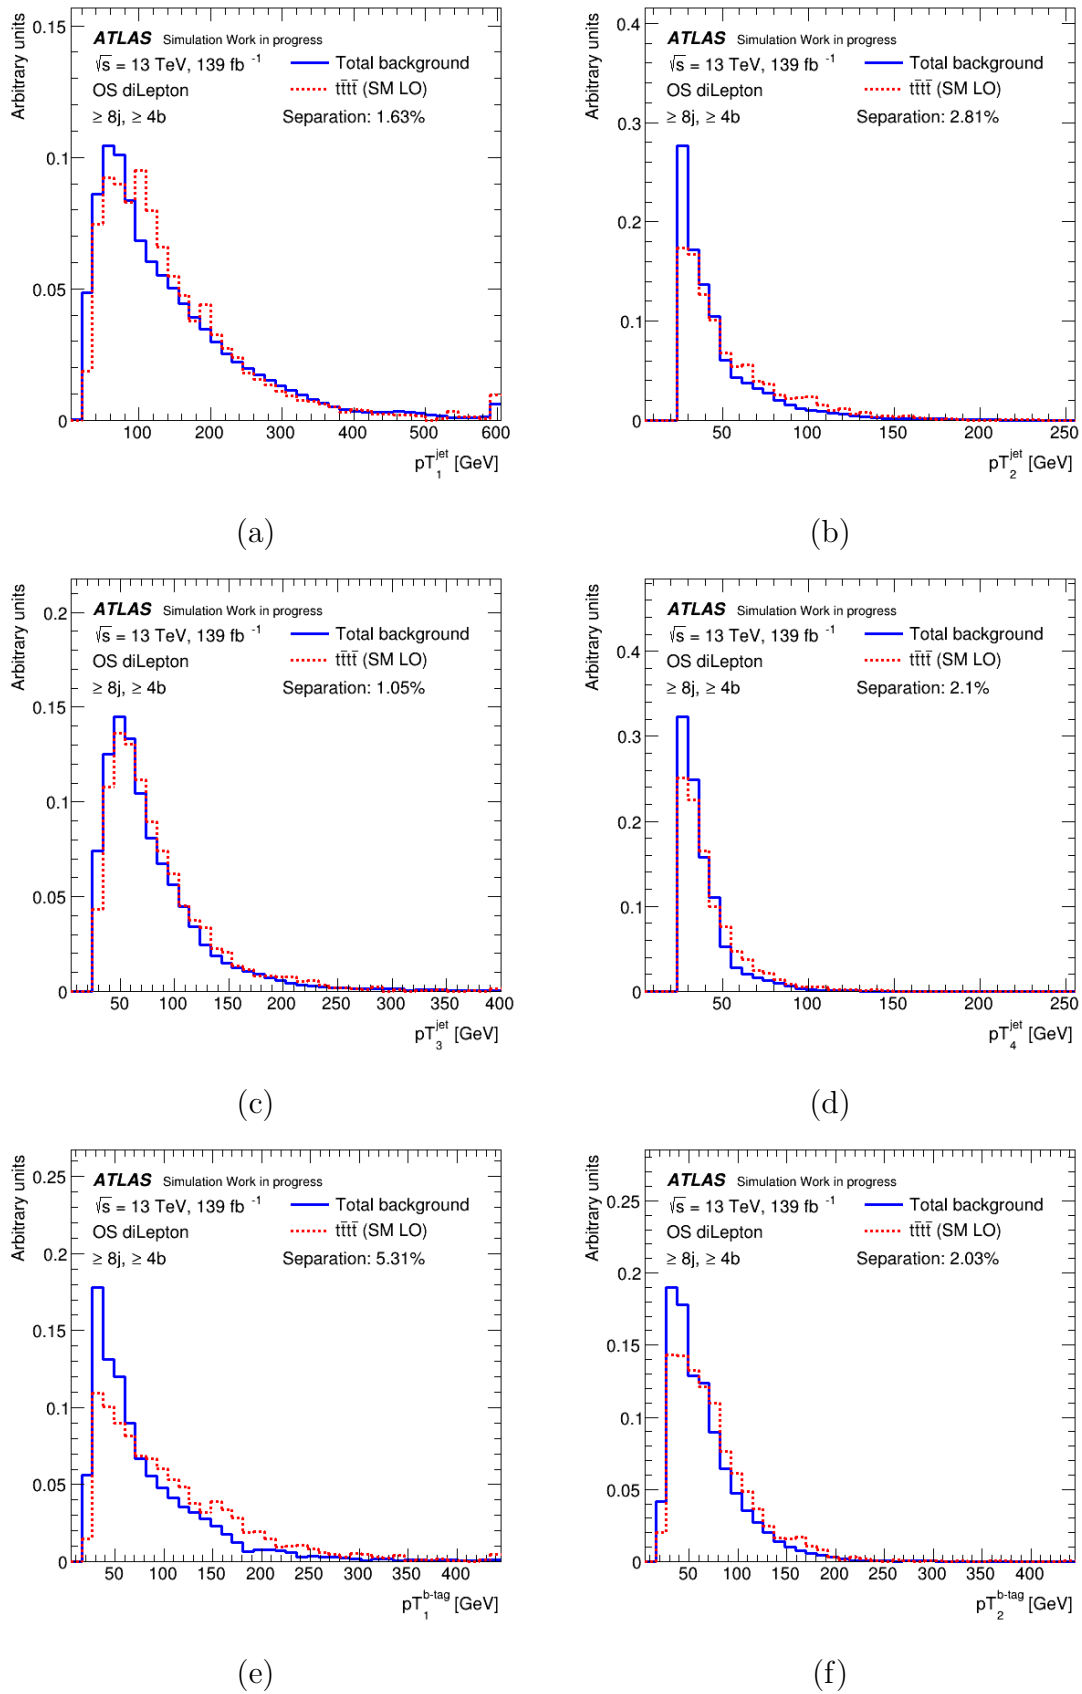 Arbitrary units
0.15
0.1
0.05
0
ATLAS Simulation Work in progress
√s = 13 TeV, 139 fb⁻¹
OS diLepton
≥ 8j, ≥ 4b
Total background
tt̄tt̄ (SM LO)
Separation: 1.63%
100 200 300 400 500 600
pT₁^jet [GeV]
(a)
Arbitrary units
0.4
0.3
0.2
0.1
0
ATLAS Simulation Work in progress
√s = 13 TeV, 139 fb⁻¹
OS diLepton
≥ 8j, ≥ 4b
Total background
tt̄tt̄ (SM LO)
Separation: 2.81%
50 100 150 200 250
pT₂^jet [GeV]
(b)
Arbitrary units
0.2
0.15
0.1
0.05
0
ATLAS Simulation Work in progress
√s = 13 TeV, 139 fb⁻¹
OS diLepton
≥ 8j, ≥ 4b
Total background
tt̄tt̄ (SM LO)
Separation: 1.05%
50 100 150 200 250 300 350 400
pT₃^jet [GeV]
(c)
Arbitrary units
0.4
0.3
0.2
0.1
0
ATLAS Simulation Work in progress
√s = 13 TeV, 139 fb⁻¹
OS diLepton
≥ 8j, ≥ 4b
Total background
tt̄tt̄ (SM LO)
Separation: 2.1%
50 100 150 200 250
pT₄^jet [GeV]
(d)
Arbitrary units
0.25
0.2
0.15
0.1
0.05
0
ATLAS Simulation Work in progress
√s = 13 TeV, 139 fb⁻¹
OS diLepton
≥ 8j, ≥ 4b
Total background
tt̄tt̄ (SM LO)
Separation: 5.31%
50 100 150 200 250 300 350 400
pT₁^b-tag [GeV]
(e)
Arbitrary units
0.25
0.2
0.15
0.1
0.05
0
ATLAS Simulation Work in progress
√s = 13 TeV, 139 fb⁻¹
OS diLepton
≥ 8j, ≥ 4b
Total background
tt̄tt̄ (SM LO)
Separation: 2.03%
50 100 150 200 250 300 350 400
pT₂^b-tag [GeV]
(f)